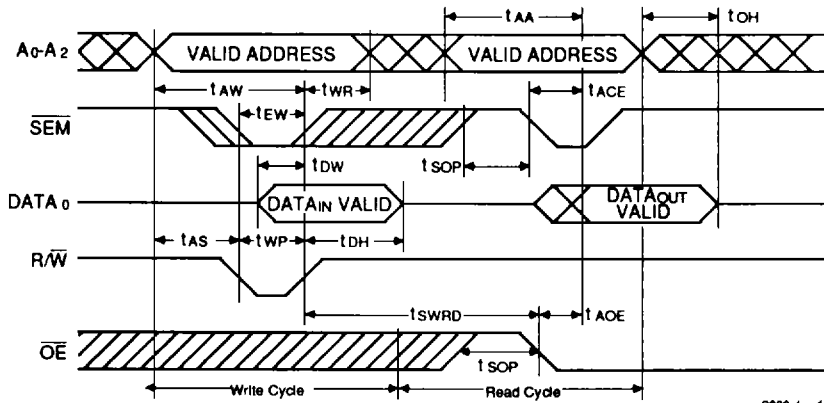 tAA
tOH
A0-A2
VALID ADDRESS
VALID ADDRESS
tAW
tWR
tACE
SEM
tEW
tDW
tSOP
DATA0
DATAIN VALID
DATAOUT
VALID
tAS
tWP
tDH
R/W
tSWRD
tAOE
OE
tSOP
Write Cycle
Read Cycle